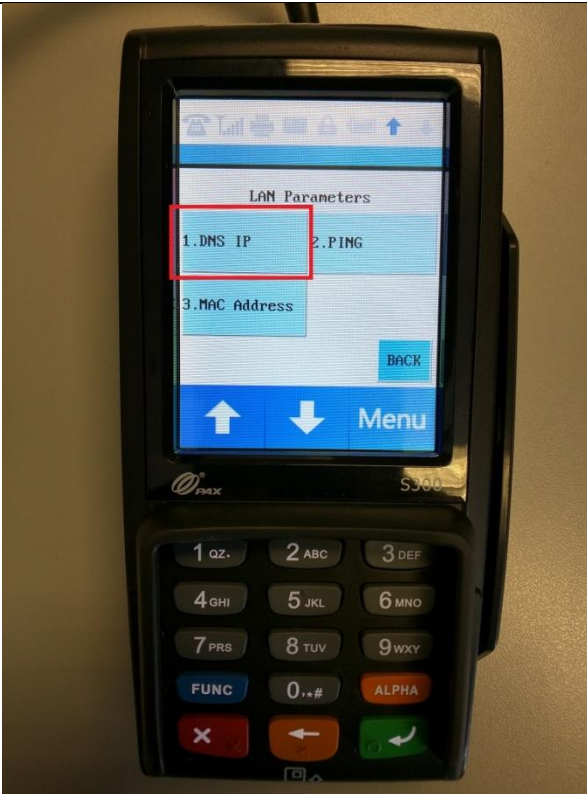 LAN Parameters
1.DNS IP 2.PING
3.MAC Address
BACK
Menu
PAX S300
1 QZ. 2 ABC 3 DEF
4 GHI 5 JKL 6 MNO
7 PRS 8 TUV 9 WXY
FUNC 0,*# ALPHA